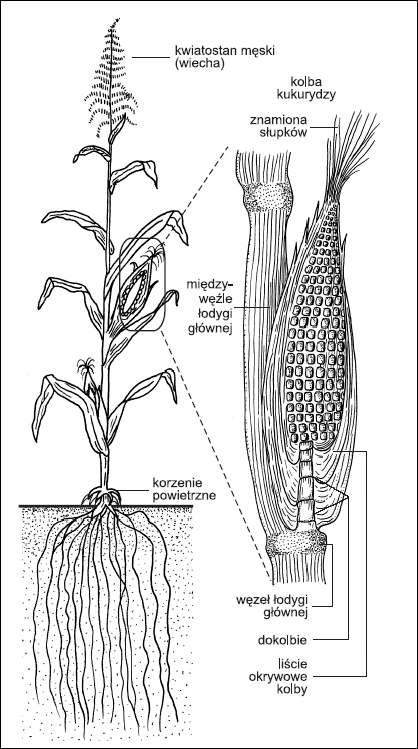 kwiatostan męski
(wiecha)
kolba
kukurydzy
znamiona
słupków
między-
węźle
łodygi
głównej
korzenie
powietrzne
węzeł łodygi
głównej
dokolbie
liście
okrywowe
kolby